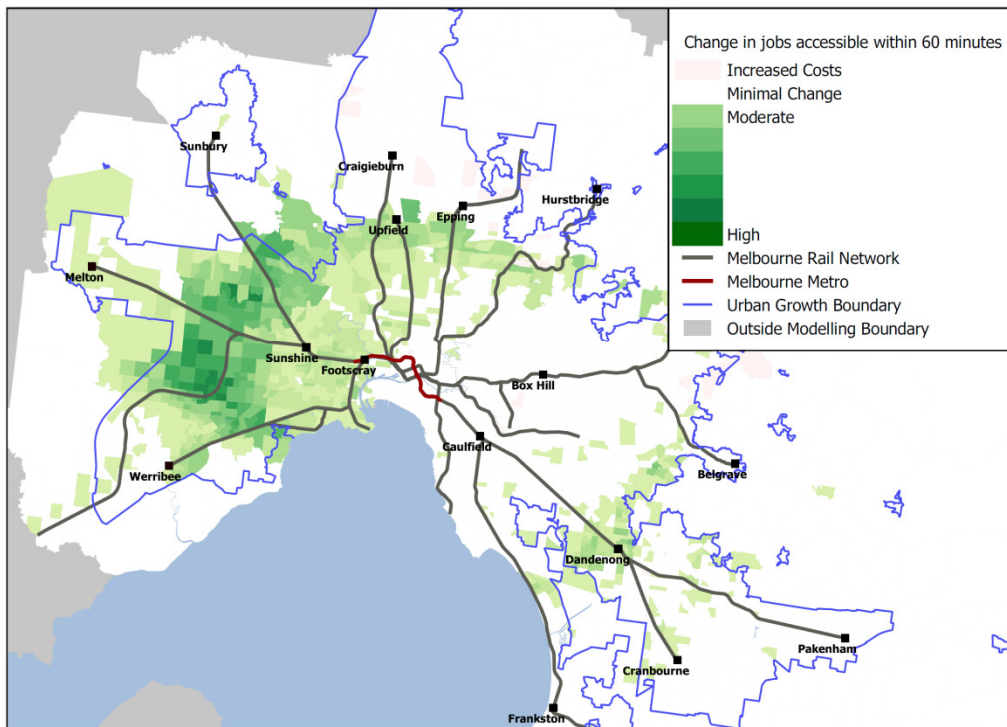 Change in jobs accessible within 60 minutes
Increased Costs
Minimal Change
Moderate
High
Melbourne Rail Network
Melbourne Metro
Urban Growth Boundary
Outside Modelling Boundary
Sunbury
Craigieburn
Hurstbridge
Epping
Upfield
Melton
Sunshine
Footscray
Box Hill
Caulfield
Belgrave
Werribee
Dandenong
Pakenham
Cranbourne
Frankston